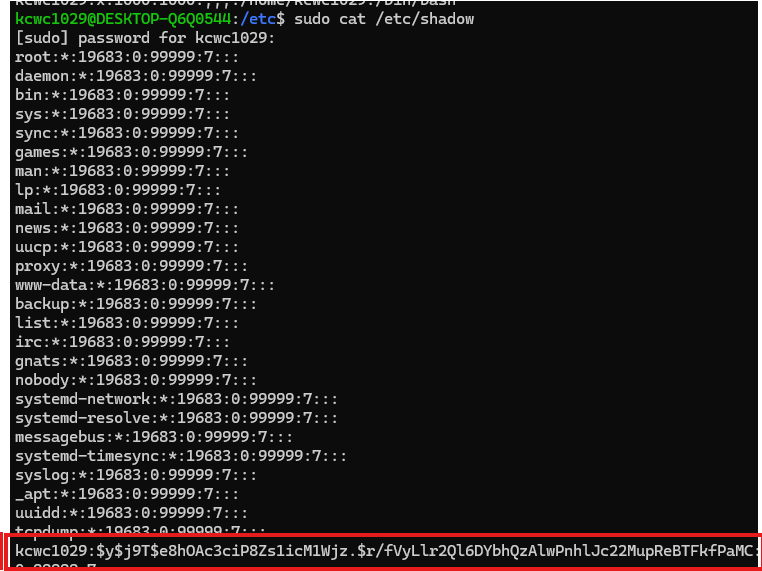 kcwc1029:x:1000:1000:,,,:/home/kcwc1029:/bin/bash
kcwc1029@DESKTOP-Q6Q0544:/etc$ sudo cat /etc/shadow
[sudo] password for kcwc1029:
root:*:19683:0:99999:7:::
daemon:*:19683:0:99999:7:::
bin:*:19683:0:99999:7:::
sys:*:19683:0:99999:7:::
sync:*:19683:0:99999:7:::
games:*:19683:0:99999:7:::
man:*:19683:0:99999:7:::
lp:*:19683:0:99999:7:::
mail:*:19683:0:99999:7:::
news:*:19683:0:99999:7:::
uucp:*:19683:0:99999:7:::
proxy:*:19683:0:99999:7:::
www-data:*:19683:0:99999:7:::
backup:*:19683:0:99999:7:::
list:*:19683:0:99999:7:::
irc:*:19683:0:99999:7:::
gnats:*:19683:0:99999:7:::
nobody:*:19683:0:99999:7:::
systemd-network:*:19683:0:99999:7:::
systemd-resolve:*:19683:0:99999:7:::
messagebus:*:19683:0:99999:7:::
systemd-timesync:*:19683:0:99999:7:::
syslog:*:19683:0:99999:7:::
_apt:*:19683:0:99999:7:::
uuidd:*:19683:0:99999:7:::
tcpdump:*:19683:0:99999:7:::
kcwc1029:$y$j9T$e8hOAc3ciP8Zs1icM1Wjz.$r/fVyLlr2Ql6DYbhQzAlwPnhlJc22MupReBTFkfPaMC: